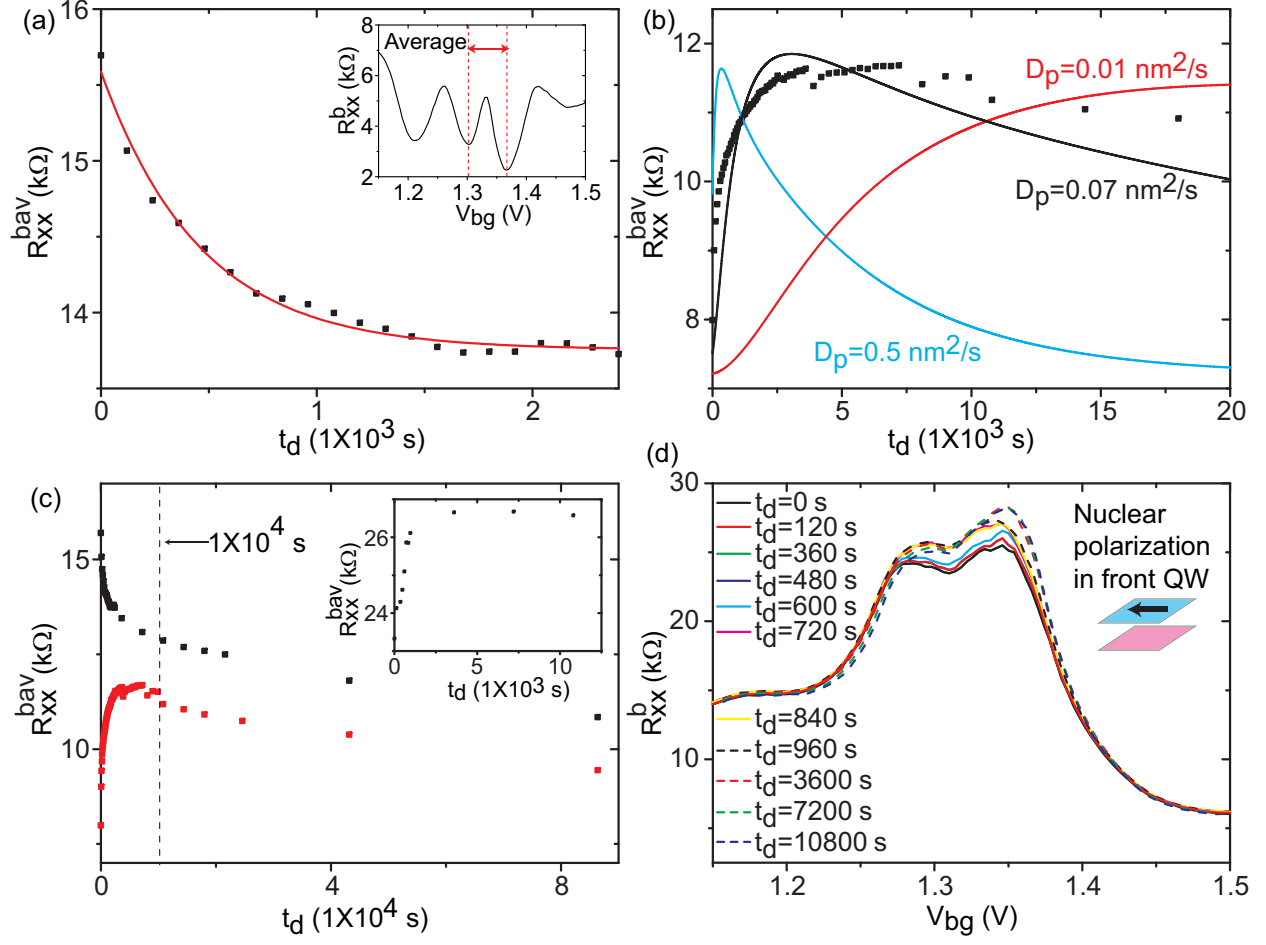 (a)
16
15
14
R_xx^bav (kΩ)
0
1
2
t_d (1X10^3 s)
Average
8
6
4
2
R_xx^b (kΩ)
1.2
1.3
1.4
1.5
V_bg (V)
(b)
12
10
8
R_xx^bav (kΩ)
D_p=0.01 nm^2/s
D_p=0.07 nm^2/s
D_p=0.5 nm^2/s
0
5
10
15
20
t_d (1X10^3 s)
(c)
15
10
R_xx^bav (kΩ)
1X10^4 s
0
4
8
t_d (1X10^4 s)
26
24
22
R_xx^bav (kΩ)
0
5
10
t_d (1X10^3 s)
(d)
30
25
20
15
10
5
R_xx^b (kΩ)
t_d=0 s
t_d=120 s
t_d=360 s
t_d=480 s
t_d=600 s
t_d=720 s
t_d=840 s
t_d=960 s
t_d=3600 s
t_d=7200 s
t_d=10800 s
Nuclear
polarization
in front QW
1.2
1.3
1.4
1.5
V_bg (V)